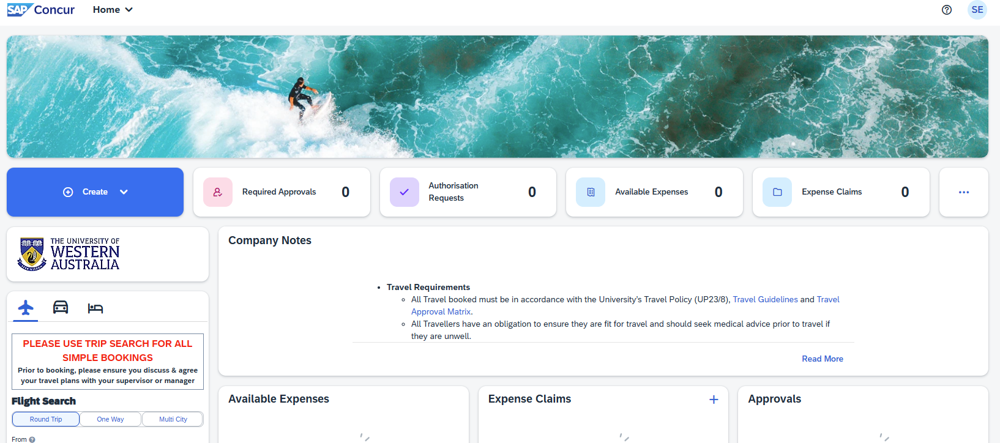 SAP Concur
Home
SE
Create
Required Approvals
0
Authorisation
Requests
0
Available Expenses
0
Expense Claims
0
THE UNIVERSITY OF
WESTERN
AUSTRALIA
Company Notes
• Travel Requirements
All Travel booked must be in accordance with the University’s Travel Policy (UP23/8), Travel Guidelines and Travel
Approval Matrix.
All Travellers have an obligation to ensure they are fit for travel and should seek medical advice prior to travel if
they are unwell.
Read More
PLEASE USE TRIP SEARCH FOR ALL
SIMPLE BOOKINGS
Prior to booking, please ensure you discuss & agree
your travel plans with your supervisor or manager
Flight Search
Round Trip
One Way
Multi City
From ?
Available Expenses
Expense Claims
Approvals